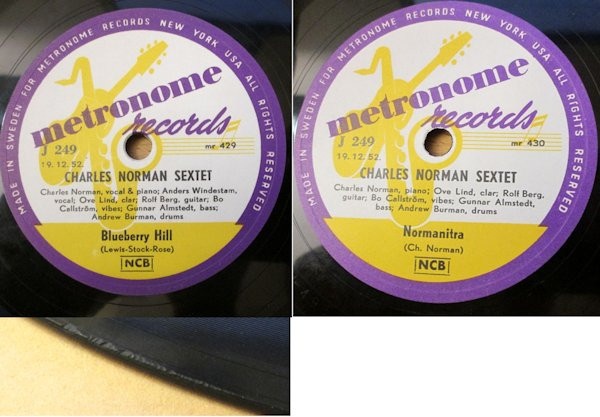 MADE IN SWEDEN FOR METRONOME RECORDS NEW YORK USA ALL RIGHTS RESERVED
metronome
records
J 249
19.12.52.
mr 429
CHARLES NORMAN SEXTET
Charles Norman, vocal & piano; Anders Windestam,
vocal; Ove Lind, clar; Rolf Berg, guitar; Bo
Callström, vibes; Gunnar Almstedt, bass;
Andrew Burman, drums
Blueberry Hill
(Lewis-Stock-Rose)
NCB
MADE IN SWEDEN FOR METRONOME RECORDS NEW YORK USA ALL RIGHTS RESERVED
metronome
records
J 249
19.12.52.
mr 430
CHARLES NORMAN SEXTET
Charles Norman, piano; Ove Lind, clar; Rolf Berg,
guitar; Bo Callström, vibes; Gunnar Almstedt,
bass; Andrew Burman, drums
Normanitra
(Ch. Norman)
NCB